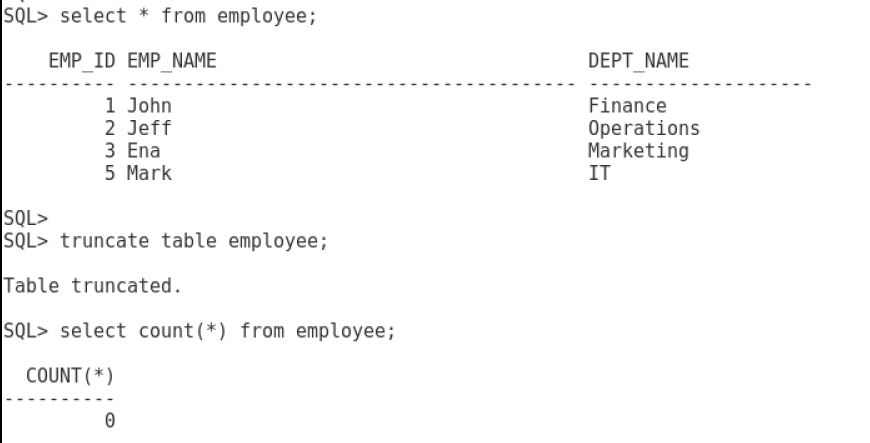 SQL> select * from employee;
EMP_ID EMP_NAME DEPT_NAME
---------- ---------------------------------------- --------------------
1 John Finance
2 Jeff Operations
3 Ena Marketing
5 Mark IT
SQL>
SQL> truncate table employee;
Table truncated.
SQL> select count(*) from employee;
COUNT(*)
----------
0